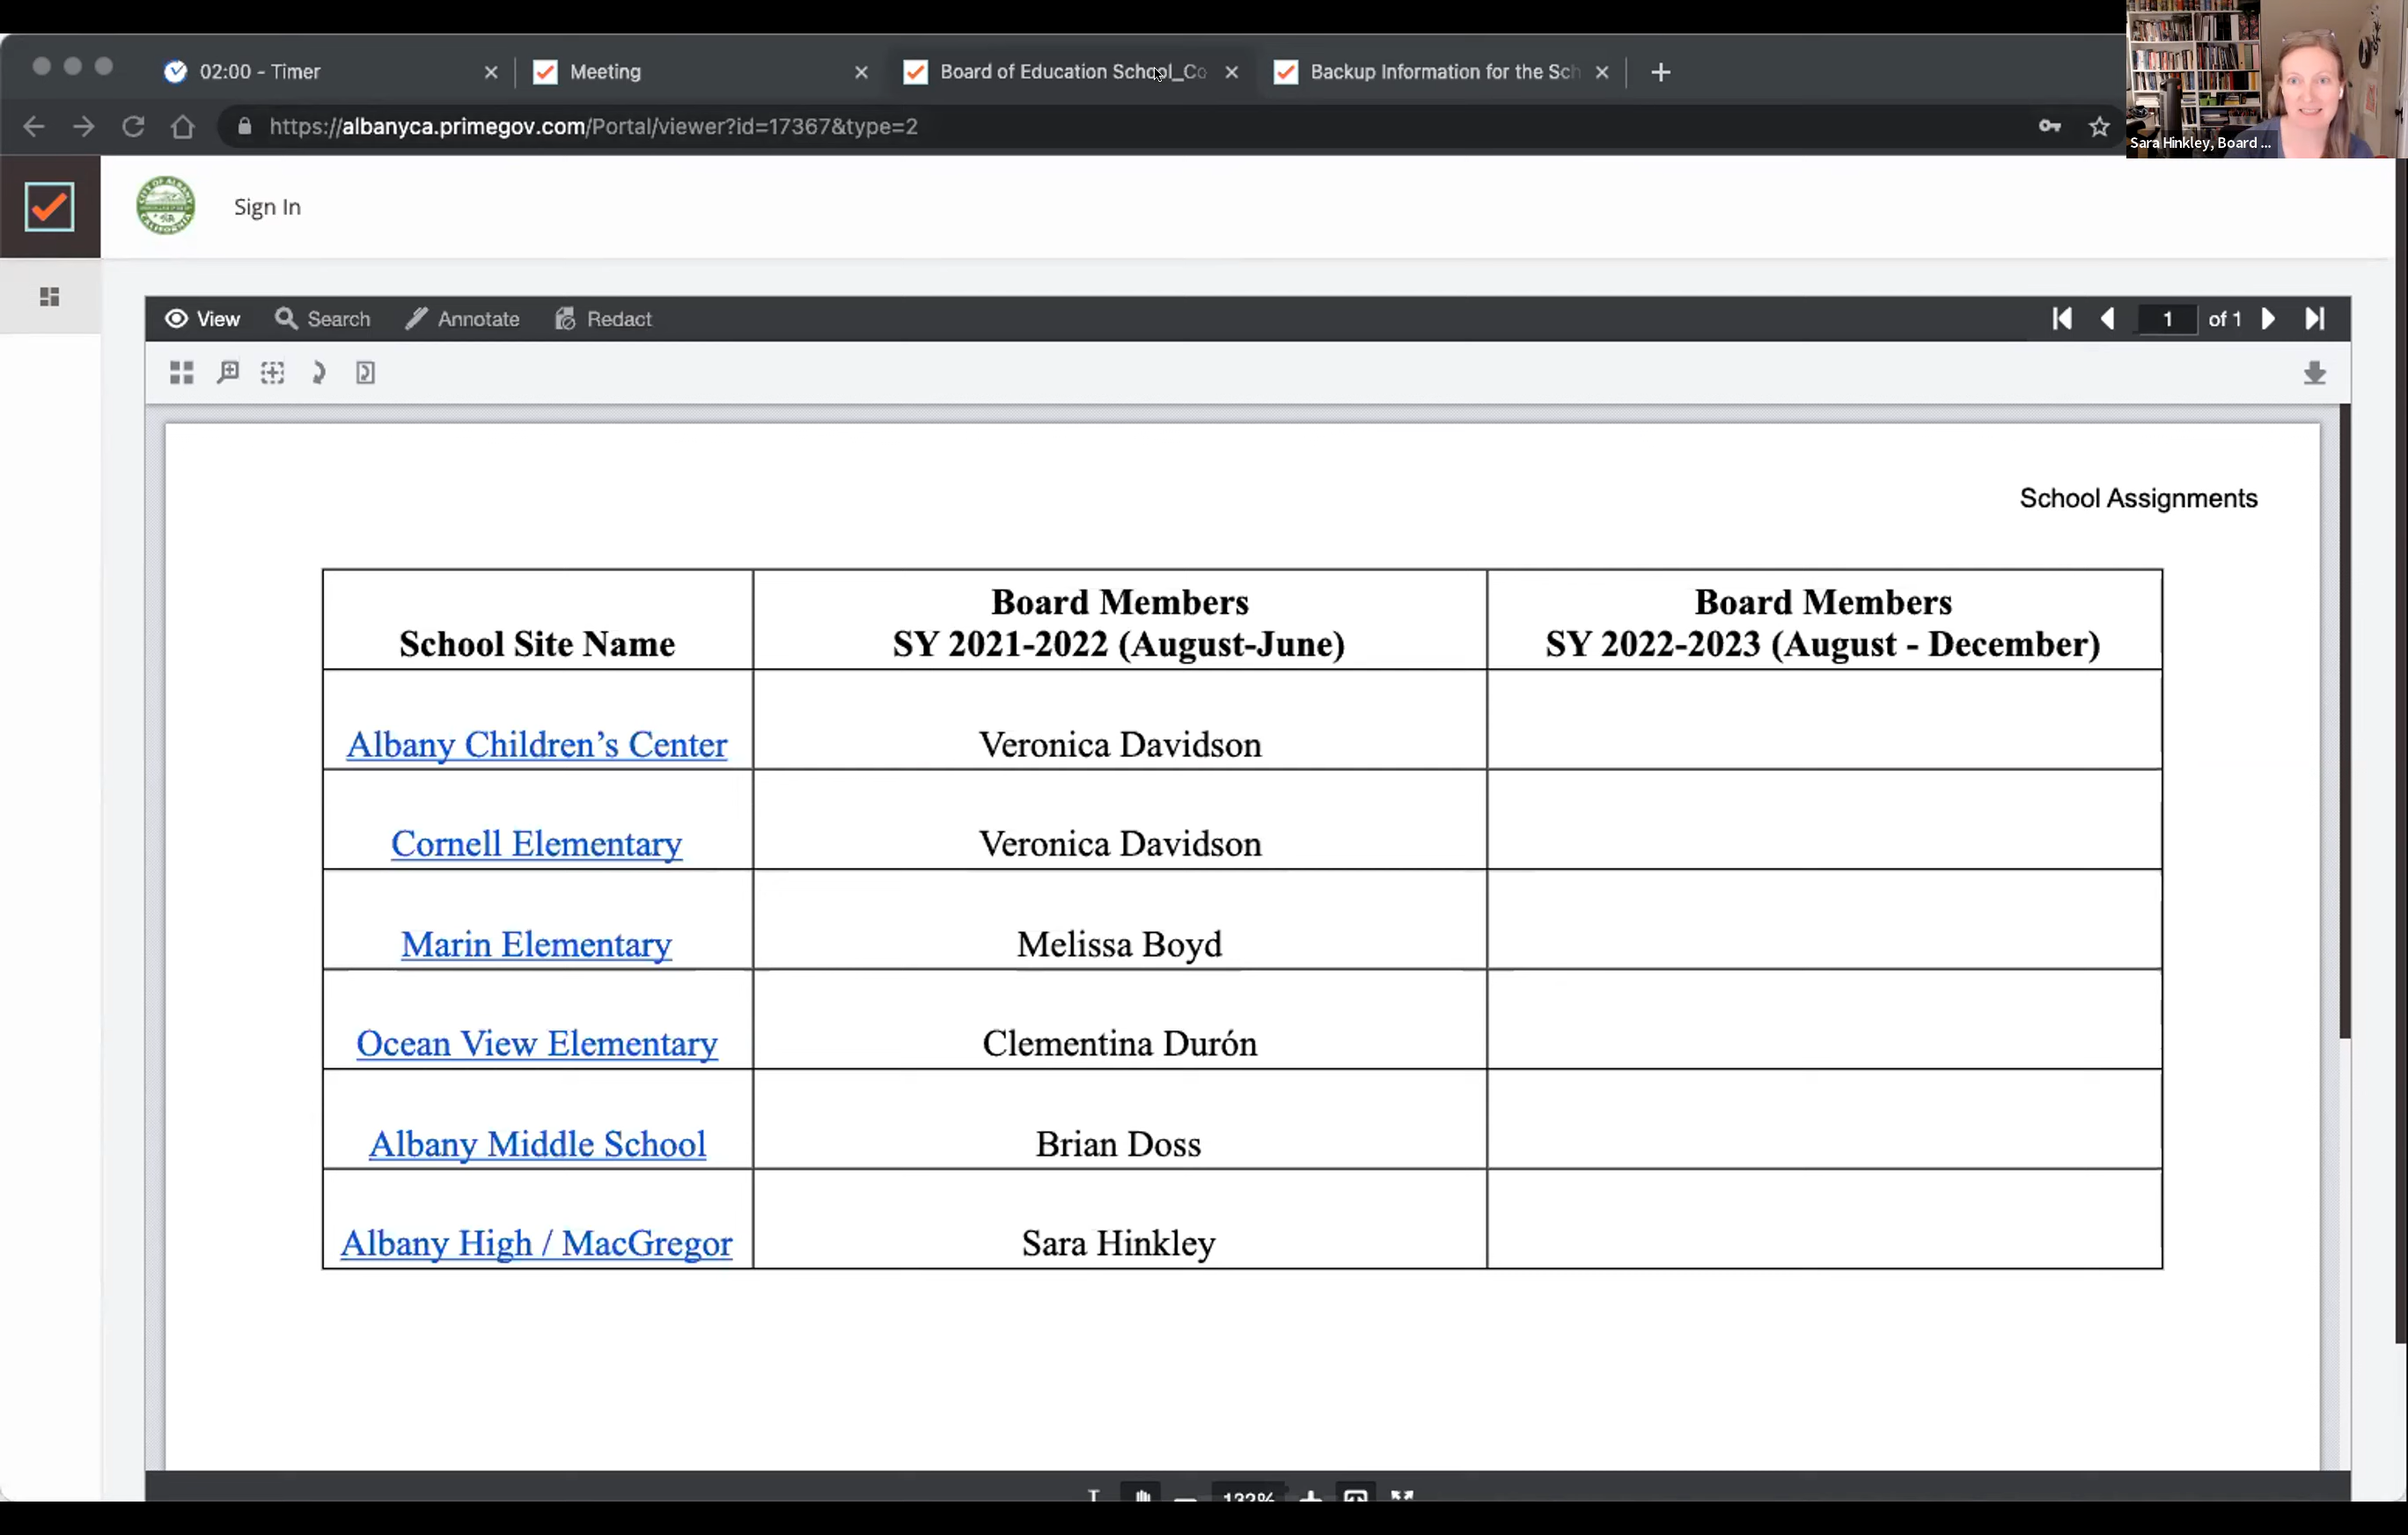 02:00 - Timer
Meeting
Board of Education School_Co
Backup Information for the Sch
https://albanyca.primegov.com/Portal/viewer?id=17367&type=2
Sara Hinkley, Board ...
Sign In
View Search Annotate Redact
1 of 1
School Assignments
School Site Name
Board Members
SY 2021-2022 (August-June)
Board Members
SY 2022-2023 (August - December)
Albany Children’s Center Veronica Davidson
Cornell Elementary Veronica Davidson
Marin Elementary Melissa Boyd
Ocean View Elementary Clementina Durón
Albany Middle School Brian Doss
Albany High / MacGregor Sara Hinkley
132%